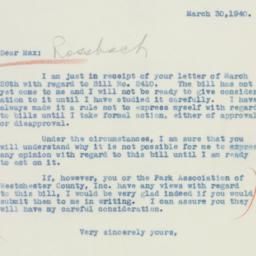 March 30, 1940.
Dear Max: Rossbach
I am just in receipt of your letter of March
28th with regard to Bill No. 2410. The bill has not
yet come to me and I will not be ready to give consider-
ation to it until I have studied it carefully. I have
always made it a rule not to express myself with regard
to bills until I take formal action, either of approval
or disapproval.
Under the circumstances, I am sure that you
will understand why it is not possible for me to express
any opinion with regard to this bill until I am ready
to act on it.
If, however, you or the Park Association of
Westchester County, Inc. have any views with regard
to this bill, I would be very glad indeed if you would
submit them to me in writing. I can assure you they
will have my careful consideration.
Very sincerely yours,